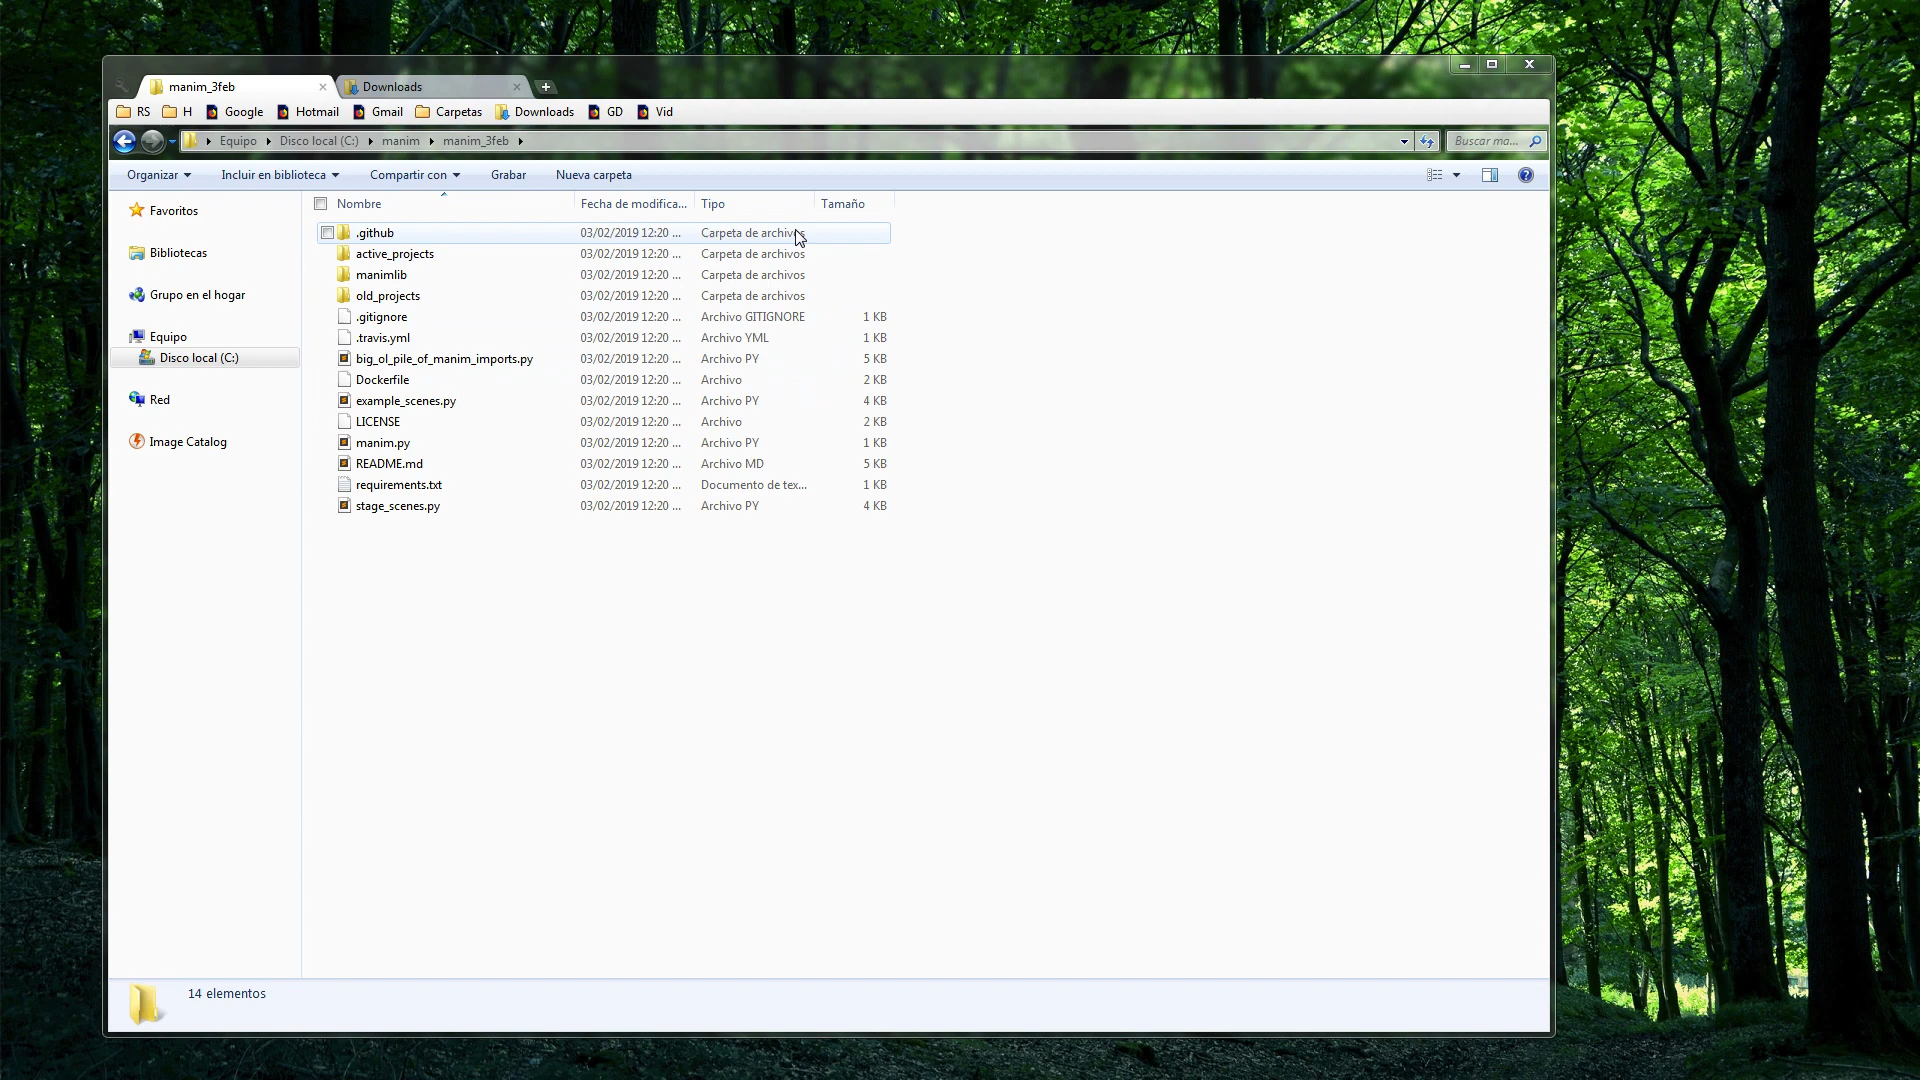 manim_3feb Downloads
RS H Google Hotmail Gmail Carpetas Downloads GD Vid
Equipo Disco local (C:) manim manim_3feb Buscar ma...
Organizar Incluir en biblioteca Compartir con Grabar Nueva carpeta
Nombre Fecha de modifica... Tipo Tamaño
Favoritos
Bibliotecas
Grupo en el hogar
Equipo
Disco local (C:)
Red
Image Catalog
.github 03/02/2019 12:20 ... Carpeta de archivos
active_projects 03/02/2019 12:20 ... Carpeta de archivos
manimlib 03/02/2019 12:20 ... Carpeta de archivos
old_projects 03/02/2019 12:20 ... Carpeta de archivos
.gitignore 03/02/2019 12:20 ... Archivo GITIGNORE 1 KB
.travis.yml 03/02/2019 12:20 ... Archivo YML 1 KB
big_ol_pile_of_manim_imports.py 03/02/2019 12:20 ... Archivo PY 5 KB
Dockerfile 03/02/2019 12:20 ... Archivo 2 KB
example_scenes.py 03/02/2019 12:20 ... Archivo PY 4 KB
LICENSE 03/02/2019 12:20 ... Archivo 2 KB
manim.py 03/02/2019 12:20 ... Archivo PY 1 KB
README.md 03/02/2019 12:20 ... Archivo MD 5 KB
requirements.txt 03/02/2019 12:20 ... Documento de tex... 1 KB
stage_scenes.py 03/02/2019 12:20 ... Archivo PY 4 KB
14 elementos